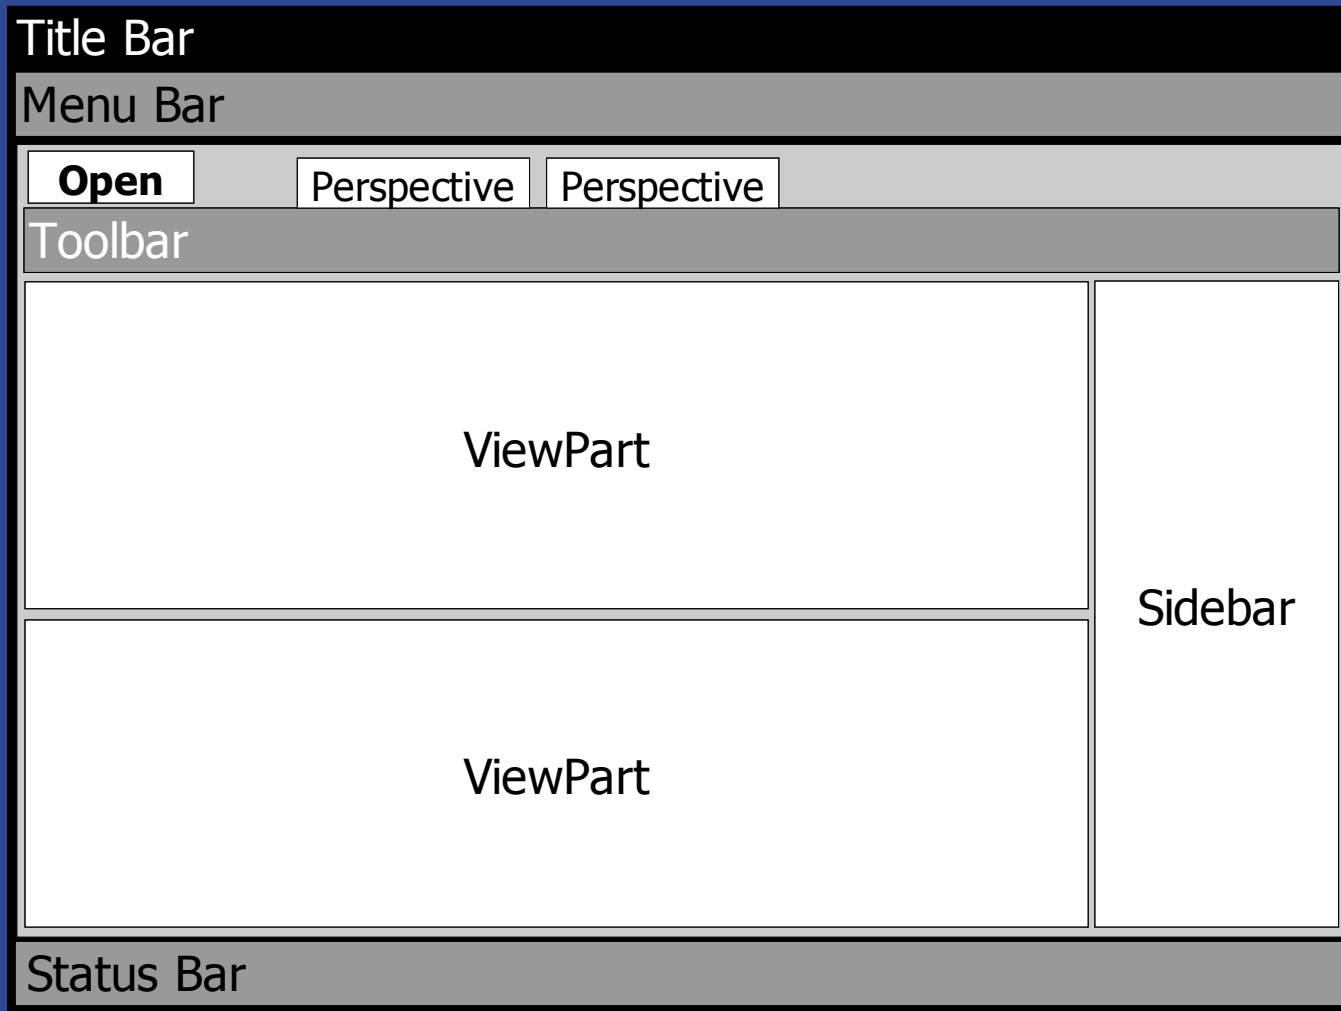 Title Bar
Menu Bar
Open
Perspective
Perspective
Toolbar
ViewPart
Sidebar
ViewPart
Status Bar